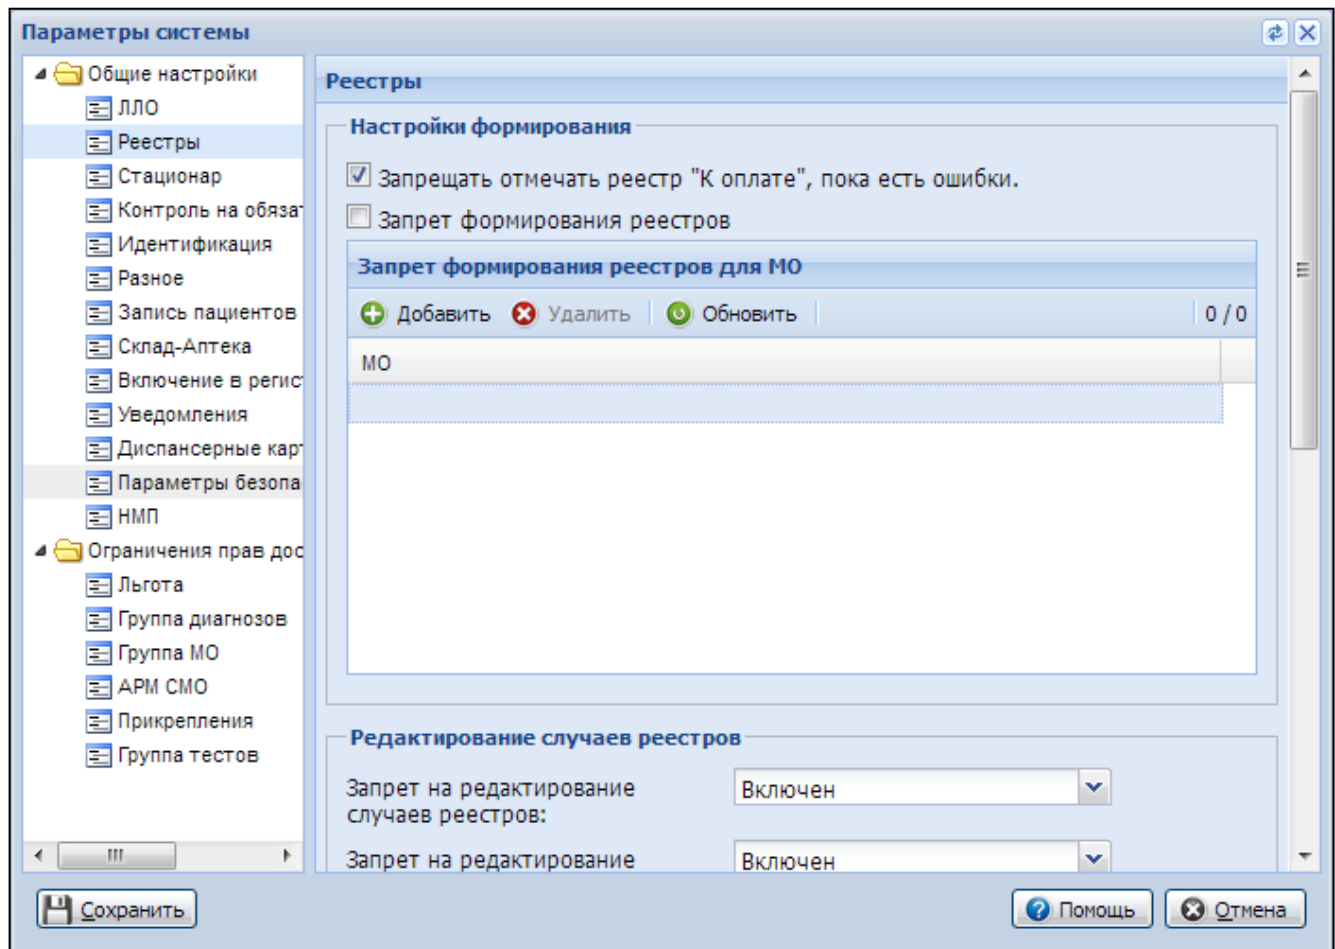 Параметры системы
Общие настройки
ЛЛО
Реестры
Стационар
Контроль на обяза
Идентификация
Разное
Запись пациентов
Склад-Аптека
Включение в регис
Уведомления
Диспансерные кар
Параметры безопа
НМП
Ограничения прав дос
Льгота
Группа диагнозов
Группа МО
АРМ СМО
Прикрепления
Группа тестов
Реестры
Настройки формирования
Запрещать отмечать реестр "К оплате", пока есть ошибки.
Запрет формирования реестров
Запрет формирования реестров для МО
Добавить Удалить Обновить 0 / 0
МО
Редактирование случаев реестров
Запрет на редактирование
случаев реестров:
Включен
Запрет на редактирование
Включен
Сохранить Помощь Отмена